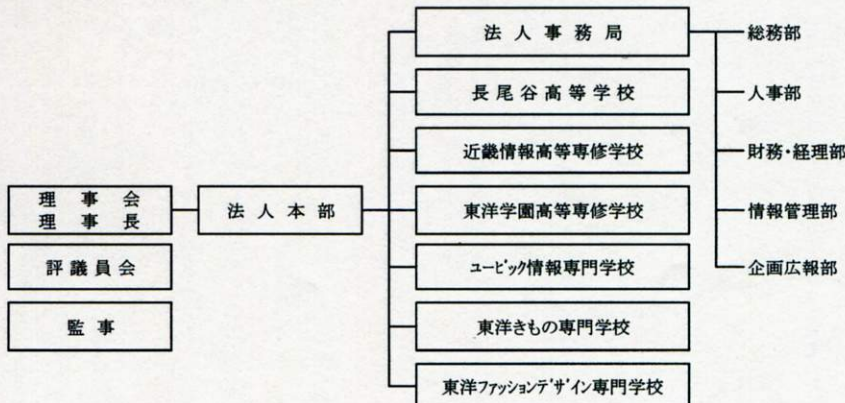 理事会
理事長
評議員会
監事
法人本部
法人事務局
長尾谷高等学校
近畿情報高等専修学校
東洋学園高等専修学校
ユービック情報専門学校
東洋きもの専門学校
東洋ファッションデザイン専門学校
総務部
人事部
財務・経理部
情報管理部
企画広報部